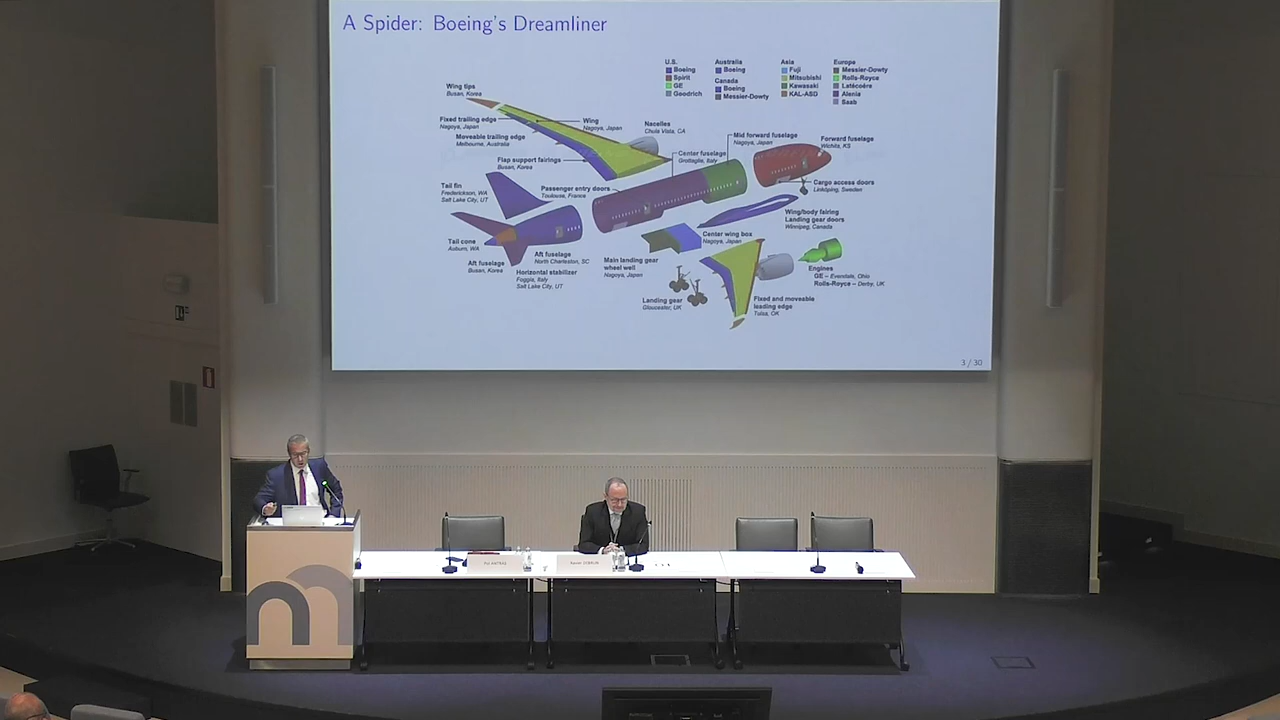 A Spider: Boeing's Dreamliner
U.S.
Boeing
Spirit
GE
Goodrich
Australia
Boeing
Canada
Boeing
Messier-Dowty
Asia
Fuji
Mitsubishi
Kawasaki
KAL-ASD
Europe
Messier-Dowty
Rolls-Royce
Latécoère
Alenia
Saab
Wing tips
Busan, Korea
Fixed trailing edge
Nagoya, Japan
Moveable trailing edge
Melbourne, Australia
Wing
Nagoya, Japan
Flap support fairings
Busan, Korea
Nacelles
Chula Vista, CA
Center fuselage
Grottaglie, Italy
Mid forward fuselage
Nagoya, Japan
Forward fuselage
Wichita, KS
Cargo access doors
Linköping, Sweden
Tail fin
Frederickson, WA
Salt Lake City, UT
Passenger entry doors
Toulouse, France
Wing/body fairing
Landing gear doors
Winnipeg, Canada
Tail cone
Auburn, WA
Aft fuselage
Busan, Korea
Aft fuselage
North Charleston, SC
Horizontal stabilizer
Foggia, Italy
Salt Lake City, UT
Main landing gear
wheel well
Nagoya, Japan
Center wing box
Nagoya, Japan
Landing gear
Gloucester, UK
Fixed and moveable
leading edge
Tulsa, OK
Engines
GE – Evendale, Ohio
Rolls-Royce – Derby, UK
3 / 30